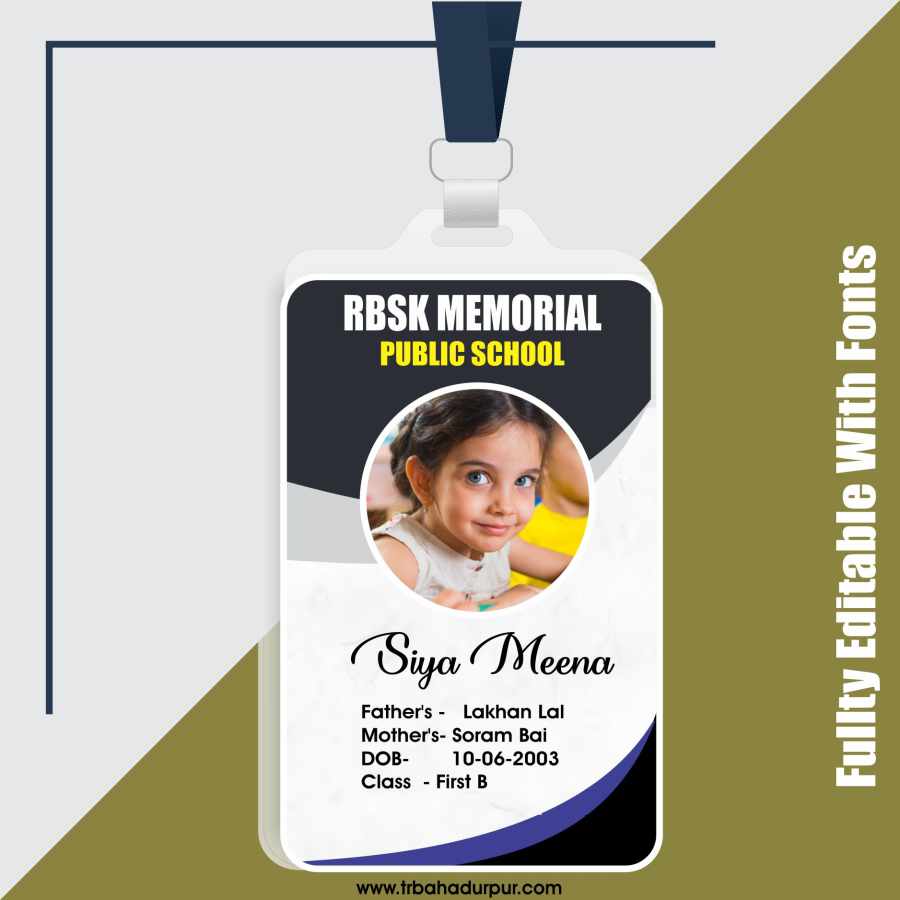 RBSK MEMORIAL
PUBLIC SCHOOL
Siya Meena
Father's - Lakhan Lal
Mother's- Soram Bai
DOB- 10-06-2003
Class - First B
Fullty Editable With Fonts
www.trbahadurpur.com